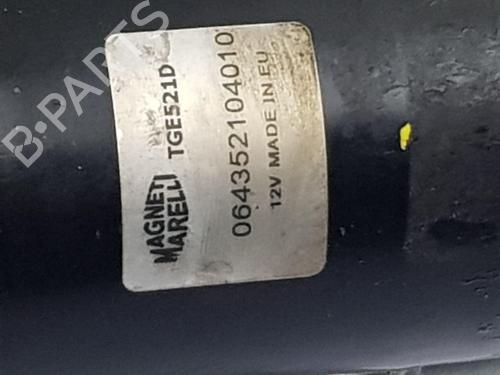 MAGNETI
MARELLI
TGE521D
064352104010
12V MADE IN EU
B-PARTS